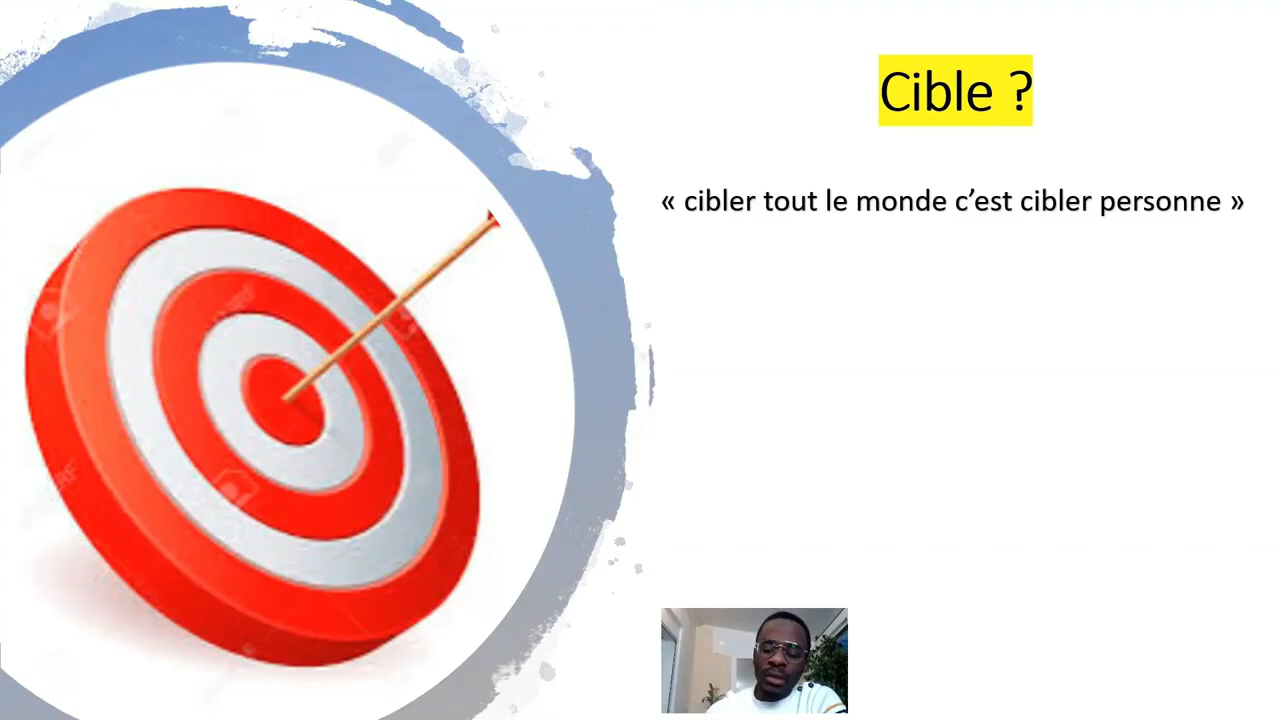 Cible ?
« cibler tout le monde c’est cibler personne »